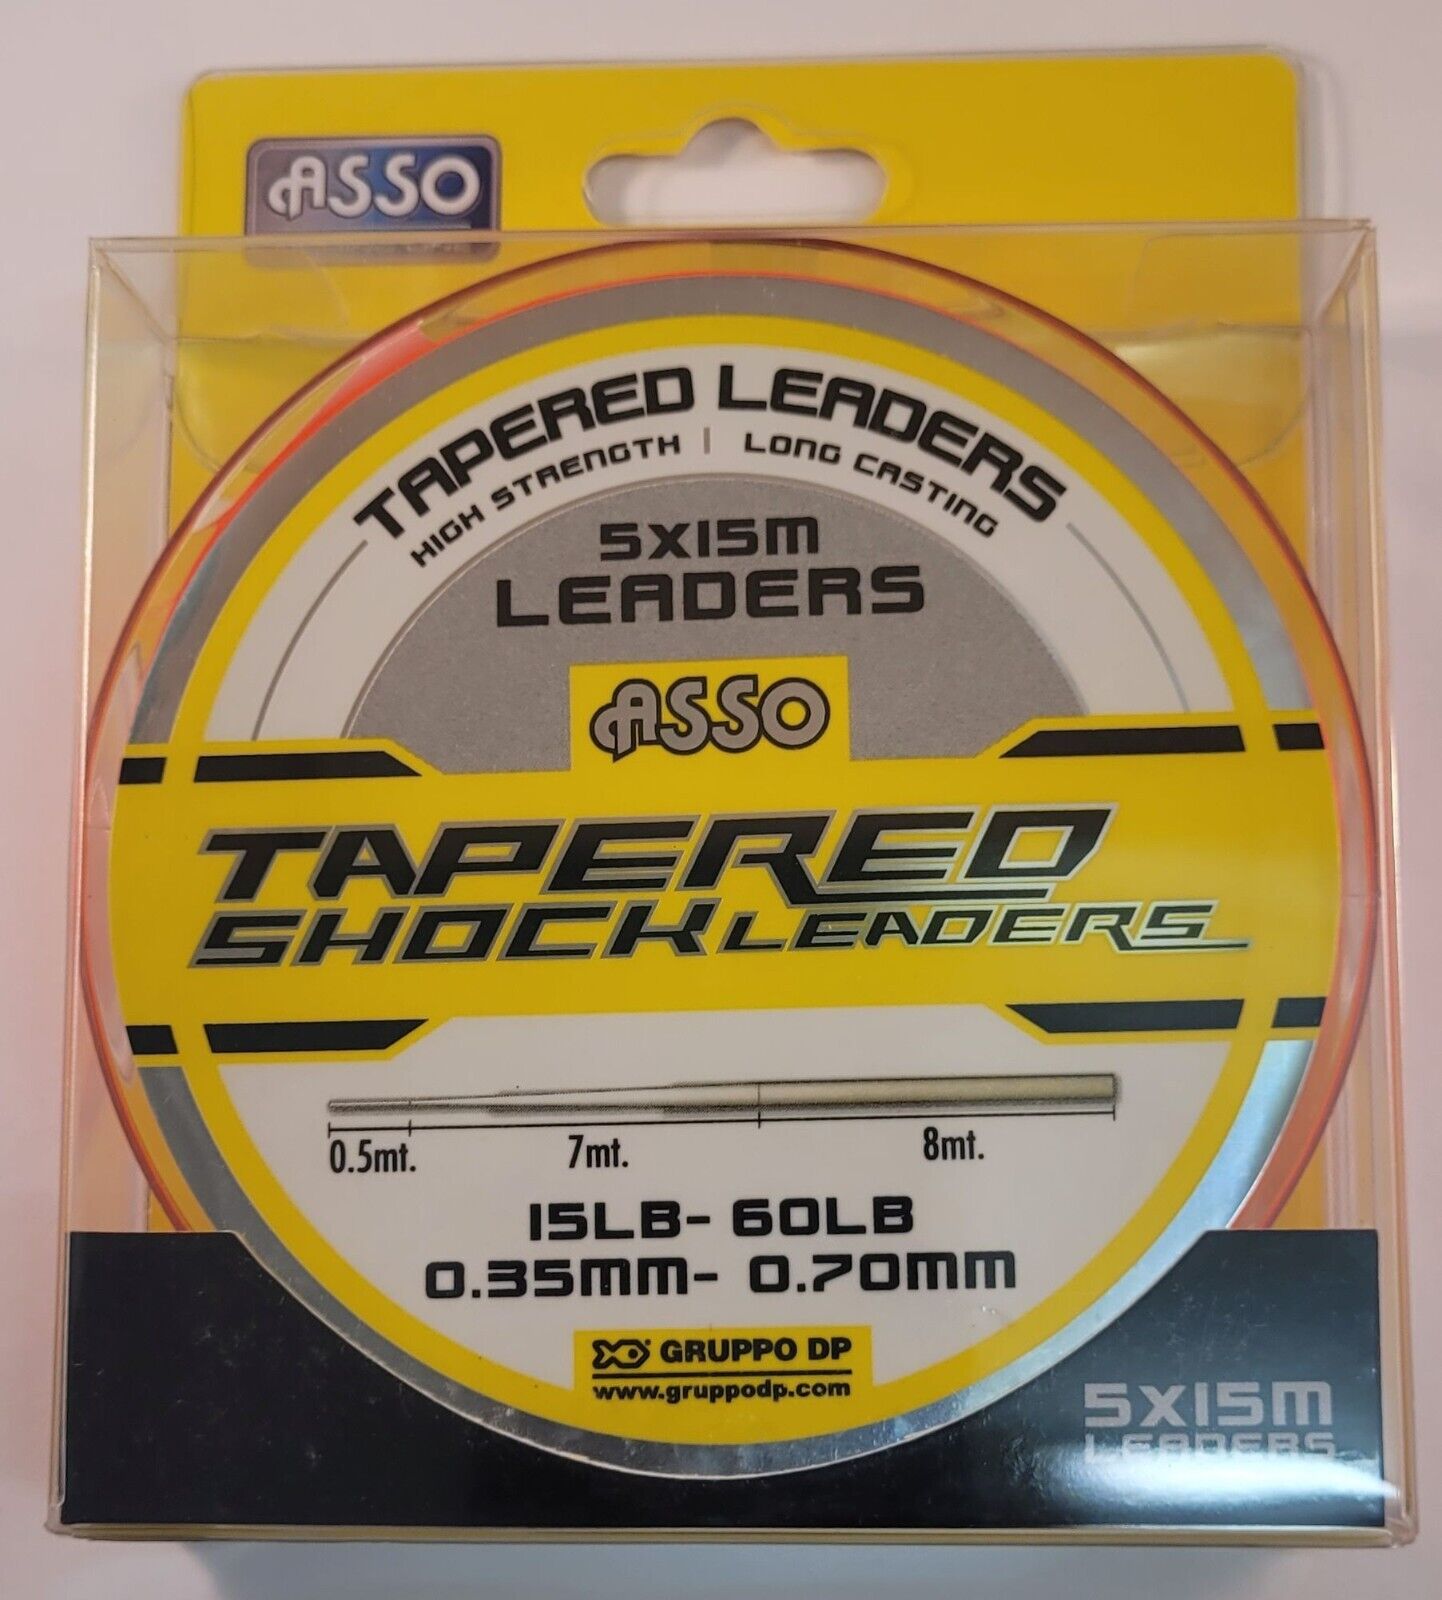 ASSO
TAPERED LEADERS
HIGH STRENGTH | LONG CASTING
5X15M
LEADERS
ASSO
TAPERED
SHOCK LEADERS
0.5mt. 7mt. 8mt.
15LB- 60LB
0.35MM- 0.70MM
GRUPPO DP
www.gruppodp.com
5X15M
LEADERS